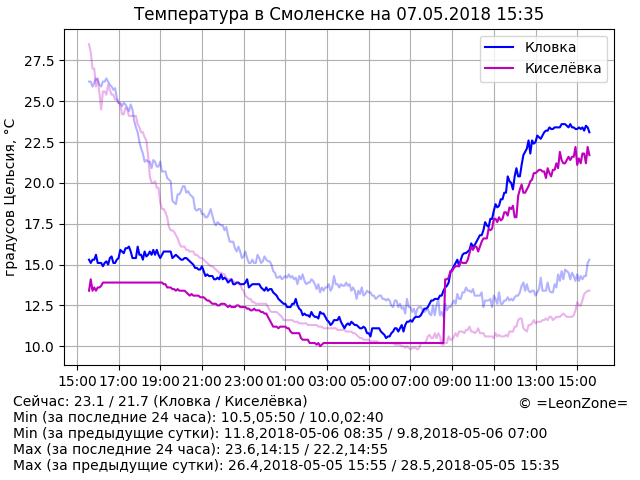 Температура в Смоленске на 07.05.2018 15:35
Кловка
Киселёвка
градусов Цельсия, °C
27.5
25.0
22.5
20.0
17.5
15.0
12.5
10.0
15:00 17:00 19:00 21:00 23:00 01:00 03:00 05:00 07:00 09:00 11:00 13:00 15:00
Сейчас: 23.1 / 21.7 (Кловка / Киселёвка)
© =LeonZone=
Min (за последние 24 часа): 10.5,05:50 / 10.0,02:40
Min (за предыдущие сутки): 11.8,2018-05-06 08:35 / 9.8,2018-05-06 07:00
Max (за последние 24 часа): 23.6,14:15 / 22.2,14:55
Max (за предыдущие сутки): 26.4,2018-05-05 15:55 / 28.5,2018-05-05 15:35